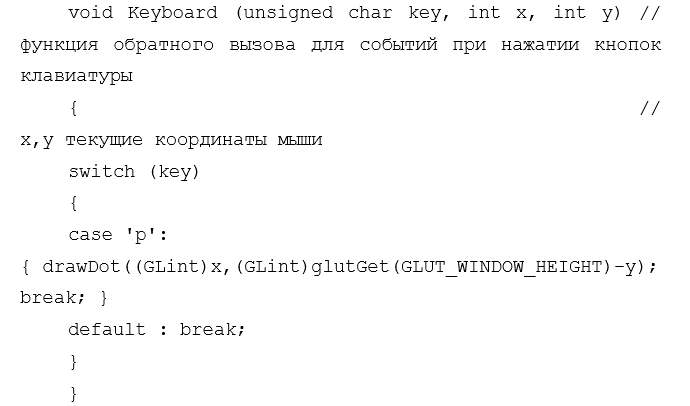 void Keyboard (unsigned char key, int x, int y) //
функция обратного вызова для событий при нажатии кнопок
клавиатуры
{ //
x,y текущие координаты мыши
switch (key)
{
case 'p':
{ drawDot((GLint)x,(GLint)glutGet(GLUT_WINDOW_HEIGHT)-y);
break; }
default : break;
}
}